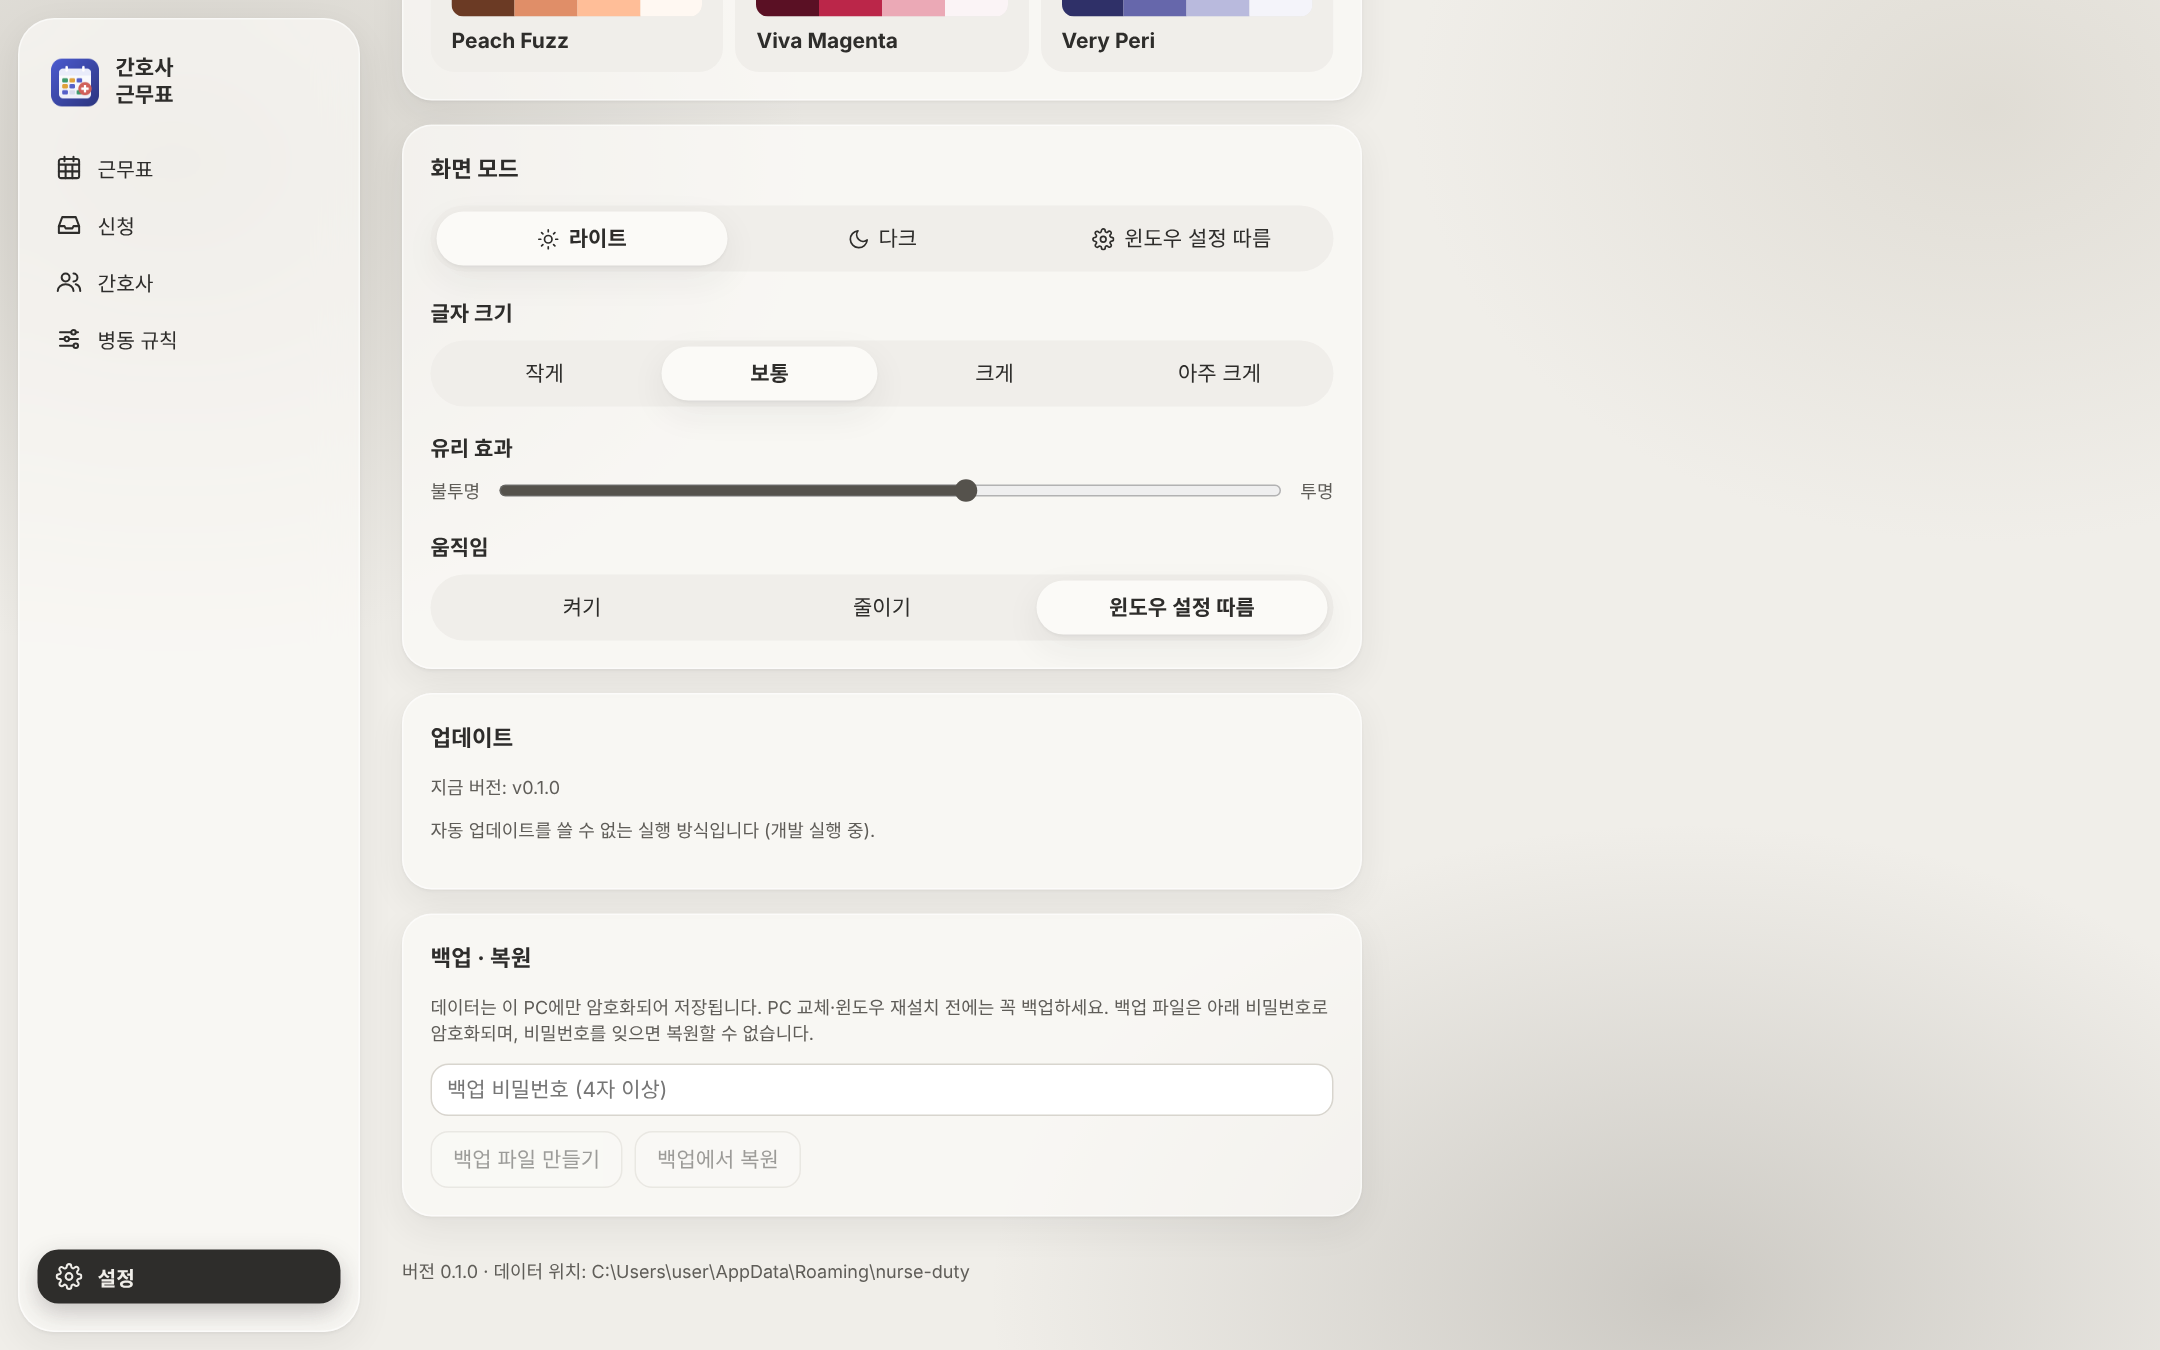 간호사
근무표
근무표
신청
간호사
병동 규칙
설정
Peach Fuzz
Viva Magenta
Very Peri
화면 모드
라이트
다크
윈도우 설정 따름
글자 크기
작게
보통
크게
아주 크게
유리 효과
불투명
투명
움직임
켜기
줄이기
윈도우 설정 따름
업데이트
지금 버전: v0.1.0
자동 업데이트를 쓸 수 없는 실행 방식입니다 (개발 실행 중).
백업 · 복원
데이터는 이 PC에만 암호화되어 저장됩니다. PC 교체·윈도우 재설치 전에는 꼭 백업하세요. 백업 파일은 아래 비밀번호로
암호화되며, 비밀번호를 잊으면 복원할 수 없습니다.
백업 비밀번호 (4자 이상)
백업 파일 만들기
백업에서 복원
버전 0.1.0 · 데이터 위치: C:\Users\user\AppData\Roaming\nurse-duty